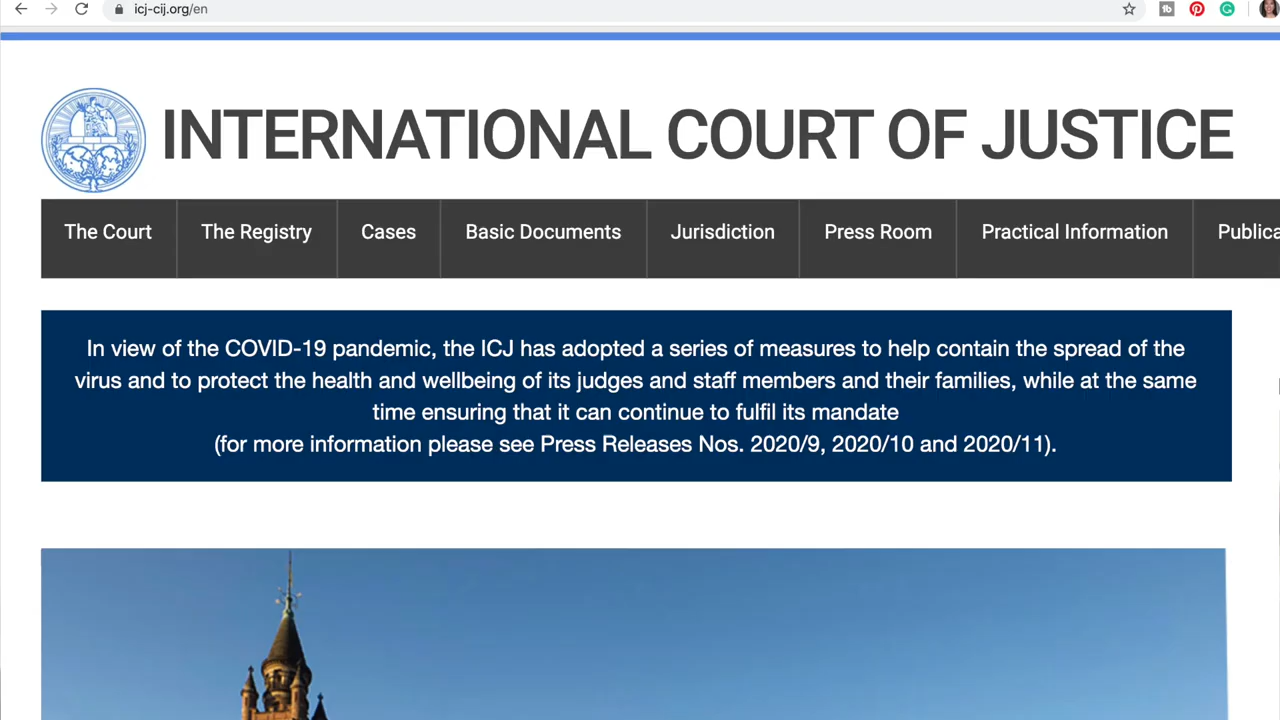 icj-cij.org/en
INTERNATIONAL COURT OF JUSTICE
The Court The Registry Cases Basic Documents Jurisdiction Press Room Practical Information
In view of the COVID-19 pandemic, the ICJ has adopted a series of measures to help contain the spread of the
virus and to protect the health and wellbeing of its judges and staff members and their families, while at the same
time ensuring that it can continue to fulfil its mandate
(for more information please see Press Releases Nos. 2020/9, 2020/10 and 2020/11).